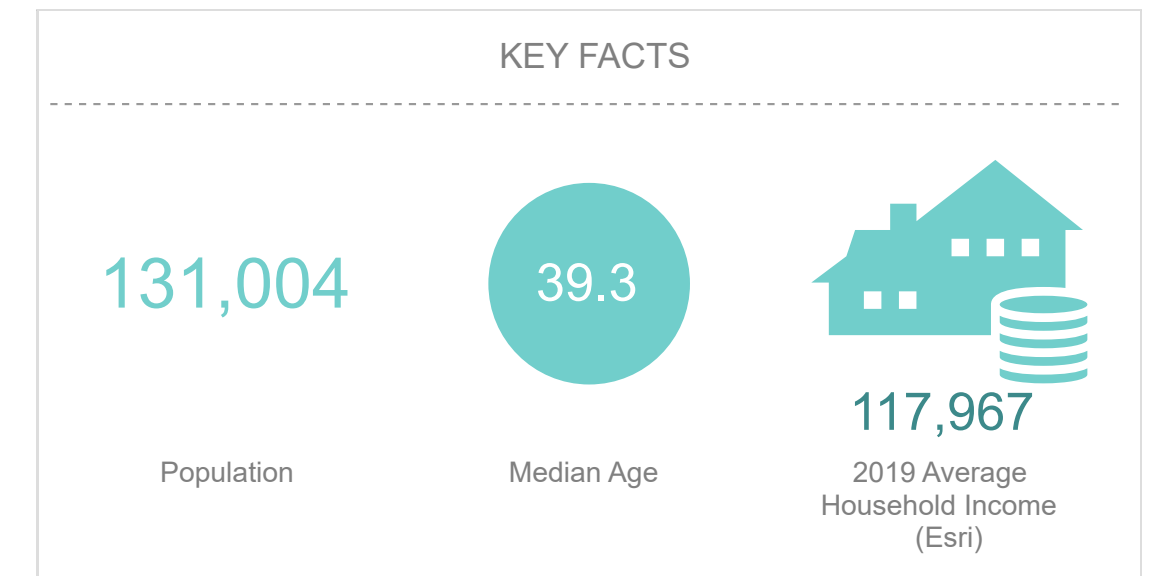 KEY FACTS
131,004
Population
39.3
Median Age
117,967
2019 Average
Household Income
(Esri)